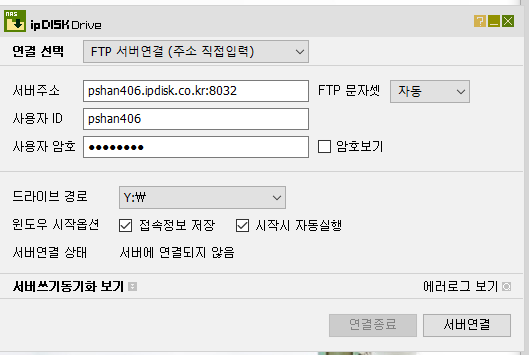 NAS ipDISK Drive
연결 선택 FTP 서버연결 (주소 직접입력)
서버주소 pshan406.ipdisk.co.kr:8032 FTP 문자셋 자동
사용자 ID pshan406
사용자 암호 ●●●●●●●● 암호보기
드라이브 경로 Y:₩
윈도우 시작옵션 접속정보 저장 시작시 자동실행
서버연결 상태 서버에 연결되지 않음
서버쓰기동기화 보기 에러로그 보기
연결종료 서버연결